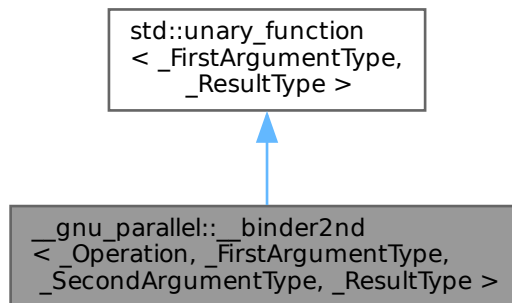 std::unary_function
< _FirstArgumentType,
_ResultType >
__gnu_parallel::__binder2nd
< _Operation, _FirstArgumentType,
_SecondArgumentType, _ResultType >